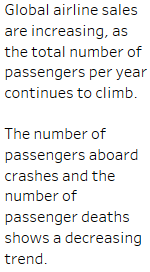 Global airline sales
are increasing, as
the total number of
passengers per year
continues to climb.

The number of
passengers aboard
crashes and the
number of
passenger deaths
shows a decreasing
trend.